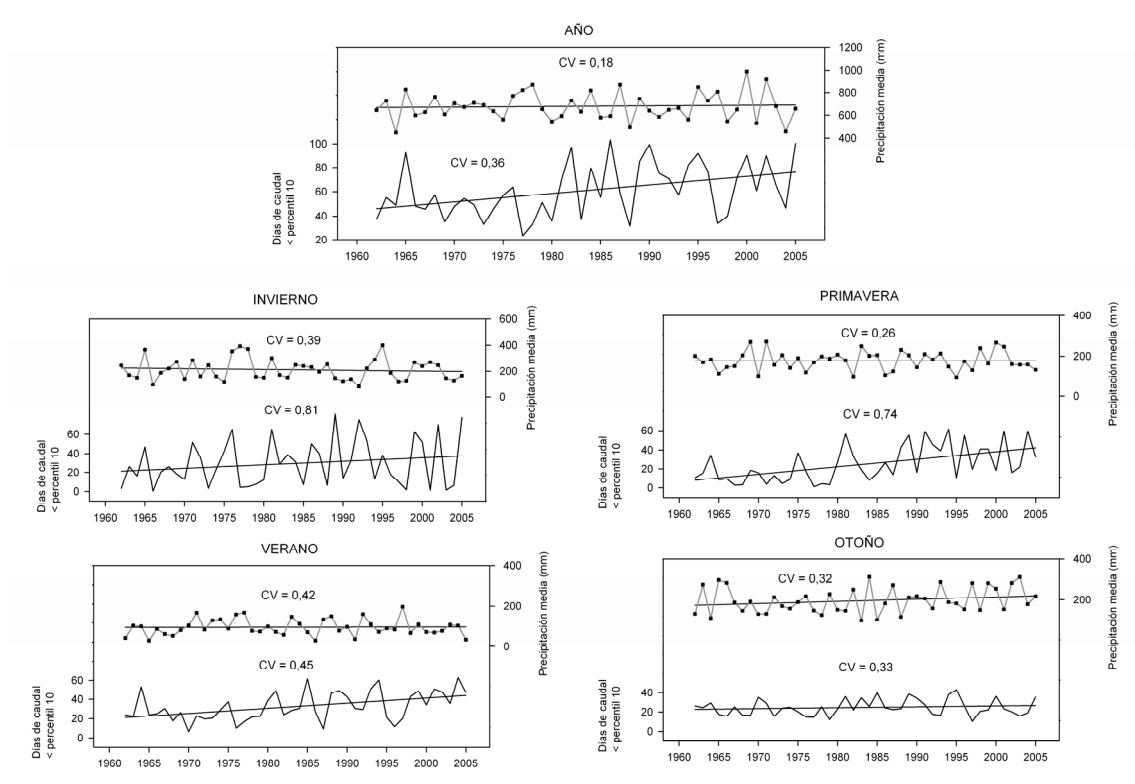 AÑO
CV = 0,18
1200
1000
800
600
400
Precipitación media (mm)
CV = 0,36
100
80
60
40
20
Días de caudal
< percentil 10
1960 1965 1970 1975 1980 1985 1990 1995 2000 2005
INVIERNO
CV = 0,39
600
400
200
0
Precipitación media (mm)
CV = 0,81
60
40
20
0
Días de caudal
< percentil 10
1960 1965 1970 1975 1980 1985 1990 1995 2000 2005
PRIMAVERA
CV = 0,26
400
200
0
Precipitación media (mm)
CV = 0,74
60
40
20
0
Días de caudal
< percentil 10
1960 1965 1970 1975 1980 1985 1990 1995 2000 2005
VERANO
CV = 0,42
400
200
0
Precipitación media (mm)
CV = 0,45
60
40
20
0
Días de caudal
< percentil 10
1960 1965 1970 1975 1980 1985 1990 1995 2000 2005
OTOÑO
CV = 0,32
400
200
Precipitación media (mm)
CV = 0,33
40
20
0
Días de caudal
< percentil 10
1960 1965 1970 1975 1980 1985 1990 1995 2000 2005